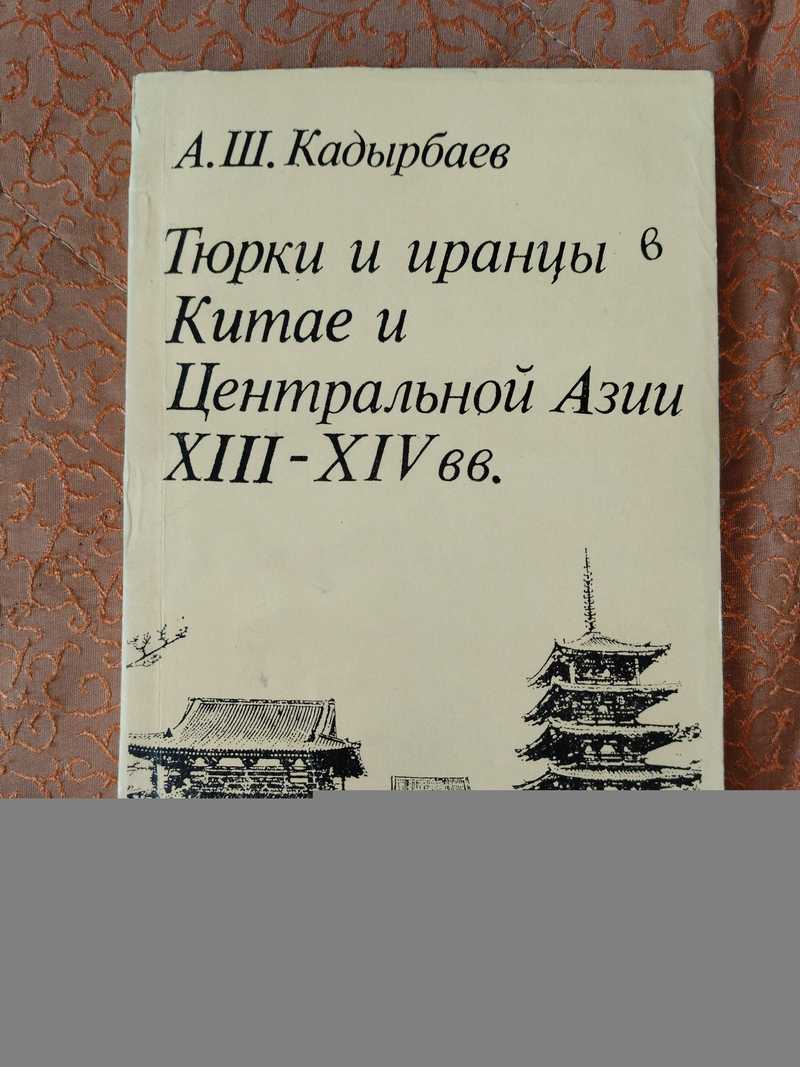 А.Ш. Кадырбаев
Тюрки и иранцы в
Китае и
Центральной Азии
XIII-XIV вв.